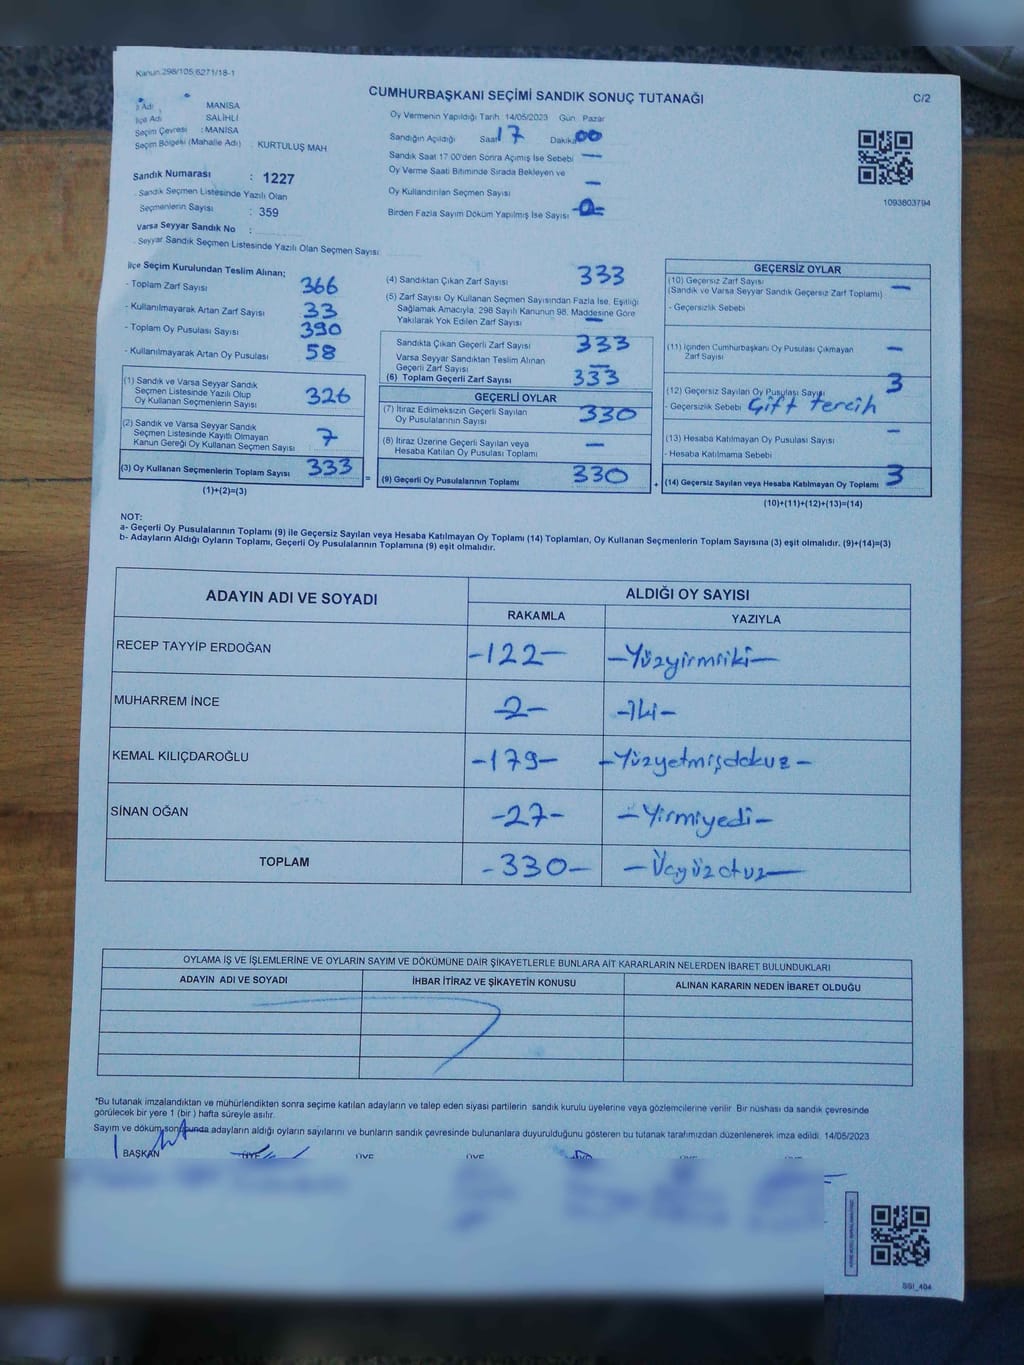 Kanun.298/105,6271/18-1
CUMHURBAŞKANI SEÇİMİ SANDIK SONUÇ TUTANAĞI
C/2
İl Adı MANİSA
İlçe Adı SALİHLİ
Seçim Çevresi : MANİSA
Seçim Bölgesi (Mahalle Adı) . KURTULUŞ MAH
Sandık Numarası : 1227
. Sandık Seçmen Listesinde Yazılı Olan
Seçmenlerin Sayısı : 359
Varsa Seyyar Sandık No :
. Seyyar Sandık Seçmen Listesinde Yazılı Olan Seçmen Sayısı
Oy Vermenin Yapıldığı Tarih. 14/05/2023 Gün Pazar
Sandığın Açıldığı Saat 17 Dakika 00
Sandık Saat 17.00'den Sonra Açımış İse Sebebi —
Oy Verme Saati Bitiminde Sırada Bekleyen ve
Oy Kullandırılan Seçmen Sayısı —
Birden Fazla Sayım Döküm Yapılmış İse Sayısı -0-
1093803794
İlçe Seçim Kurulundan Teslim Alınan;
- Toplam Zarf Sayısı 366
- Kullanılmayarak Artan Zarf Sayısı 33
- Toplam Oy Pusulası Sayısı 390
- Kullanılmayarak Artan Oy Pusulası 58
(1) Sandık ve Varsa Seyyar Sandık
Seçmen Listesinde Yazılı Olup
Oy Kullanan Seçmenlerin Sayısı 326
(2) Sandık ve Varsa Seyyar Sandık
Seçmen Listesinde Kayıtlı Olmayan
Kanun Gereği Oy Kullanan Seçmen Sayısı 7
(3) Oy Kullanan Seçmenlerin Toplam Sayısı 333
(1)+(2)=(3)
(4) Sandıktan Çıkan Zarf Sayısı 333
(5) Zarf Sayısı Oy Kullanan Seçmen Sayısından Fazla İse, Eşitliği
Sağlamak Amacıyla, 298 Sayılı Kanunun 98. Maddesine Göre
Yakılarak Yok Edilen Zarf Sayısı —
Sandıkta Çıkan Geçerli Zarf Sayısı 333
Varsa Seyyar Sandıktan Teslim Alınan
Geçerli Zarf Sayısı —
(6) Toplam Geçerli Zarf Sayısı 333
GEÇERLİ OYLAR
(7) İtiraz Edilmeksizin Geçerli Sayılan
Oy Pusulalarının Sayısı 330
(8) İtiraz Üzerine Geçerli Sayılan veya
Hesaba Katılan Oy Pusulası Toplamı —
= (9) Geçerli Oy Pusulalarının Toplamı 330 +
GEÇERSİZ OYLAR
(10) Geçersiz Zarf Sayısı
(Sandık ve Varsa Seyyar Sandık Geçersiz Zarf Toplamı) —
- Geçersizlik Sebebi
(11) İçinden Cumhurbaşkanı Oy Pusulası Çıkmayan
Zarf Sayısı —
(12) Geçersiz Sayılan Oy Pusulası Sayısı 3
- Geçersizlik Sebebi Çift tercih
(13) Hesaba Katılmayan Oy Pusulası Sayısı —
- Hesaba Katılmama Sebebi
(14) Geçersiz Sayılan veya Hesaba Katılmayan Oy Toplamı 3
(10)+(11)+(12)+(13)=(14)
NOT:
a- Geçerli Oy Pusulalarının Toplamı (9) ile Geçersiz Sayılan veya Hesaba Katılmayan Oy Toplamı (14) Toplamları, Oy Kullanan Seçmenlerin Toplam Sayısına (3) eşit olmalıdır. (9)+(14)=(3)
b- Adayların Aldığı Oyların Toplamı, Geçerli Oy Pusulalarının Toplamına (9) eşit olmalıdır.
ADAYIN ADI VE SOYADI ALDIĞI OY SAYISI
RAKAMLA YAZIYLA
RECEP TAYYİP ERDOĞAN -122- -Yüzyirmiiki-
MUHARREM İNCE -2- -İki-
KEMAL KILIÇDAROĞLU -179- -Yüzyetmişdokuz-
SİNAN OĞAN -27- -Yirmiyedi-
TOPLAM -330- -Üçyüzotuz-
OYLAMA İŞ VE İŞLEMLERİNE VE OYLARIN SAYIM VE DÖKÜMÜNE DAİR ŞİKAYETLERLE BUNLARA AİT KARARLARIN NELERDEN İBARET BULUNDUKLARI
ADAYIN ADI VE SOYADI İHBAR İTİRAZ VE ŞİKAYETİN KONUSU ALINAN KARARIN NEDEN İBARET OLDUĞU
*Bu tutanak imzalandıktan ve mühürlendikten sonra seçime katılan adayların ve talep eden siyasi partilerin sandık kurulu üyelerine veya gözlemcilerine verilir. Bir nüshası da sandık çevresinde
görülecek bir yere 1 (bir ) hafta süreyle asılır.
Sayım ve döküm sonunda adayların aldığı oyların sayılarını ve bunların sandık çevresinde bulunanlara duyurulduğunu gösteren bu tutanak tarafımızdan düzenlenerek imza edildi. 14/05/2023
BAŞKAN ÜYE ÜYE ÜYE
SSI_404